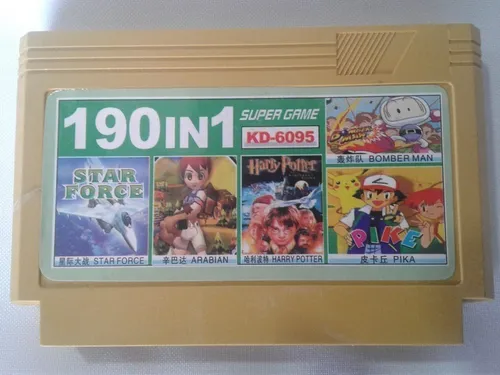 190IN1
SUPER GAME
KD-6095
轰炸队 BOMBER MAN
STAR
FORCE
Harry Potter
PIKE
星际大战 STAR FORCE
辛巴达 ARABIAN
哈利波特 HARRY POTTER
皮卡丘 PIKA